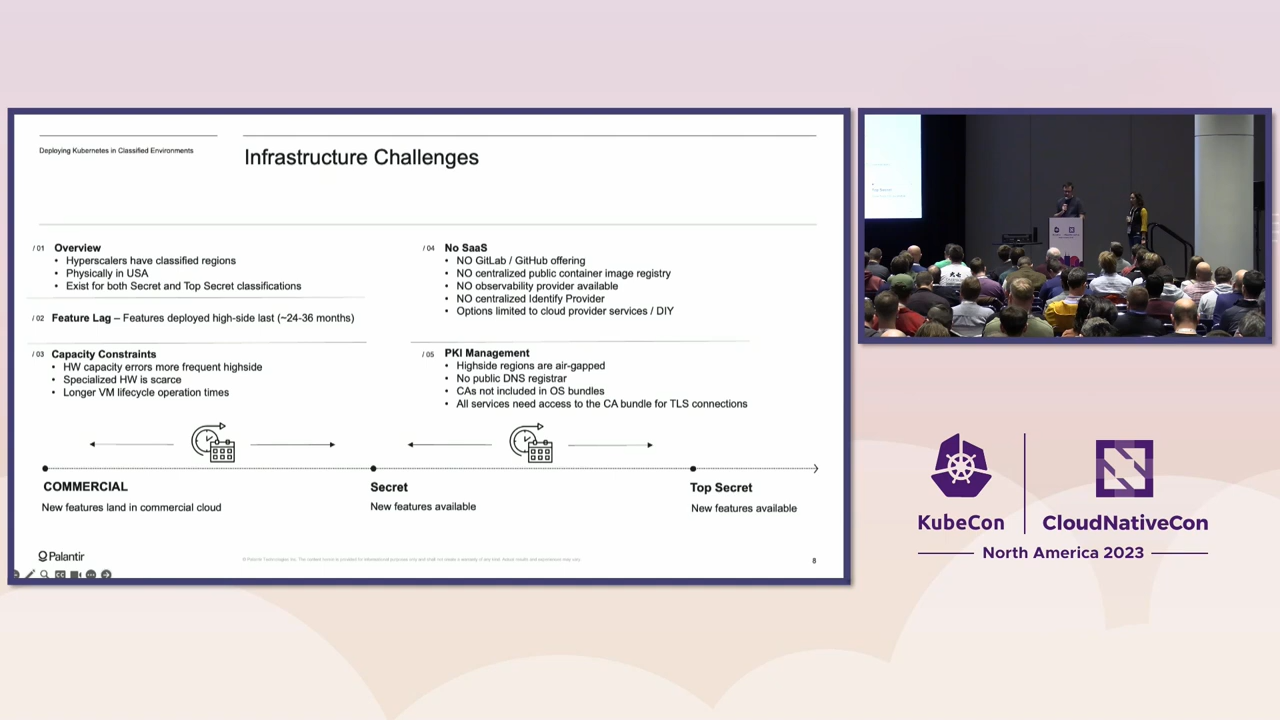 Deploying Kubernetes in Classified Environments
Infrastructure Challenges
/ 01 Overview
• Hyperscalers have classified regions
• Physically in USA
• Exist for both Secret and Top Secret classifications
/ 02 Feature Lag – Features deployed high-side last (~24-36 months)
/ 03 Capacity Constraints
• HW capacity errors more frequent highside
• Specialized HW is scarce
• Longer VM lifecycle operation times
/ 04 No SaaS
• NO GitLab / GitHub offering
• NO centralized public container image registry
• NO observability provider available
• NO centralized Identify Provider
• Options limited to cloud provider services / DIY
/ 05 PKI Management
• Highside regions are air-gapped
• No public DNS registrar
• CAs not included in OS bundles
• All services need access to the CA bundle for TLS connections
COMMERCIAL
New features land in commercial cloud
Secret
New features available
Top Secret
New features available
Palantir
8
Top Secret
KubeCon
CloudNativeCon
North America 2023